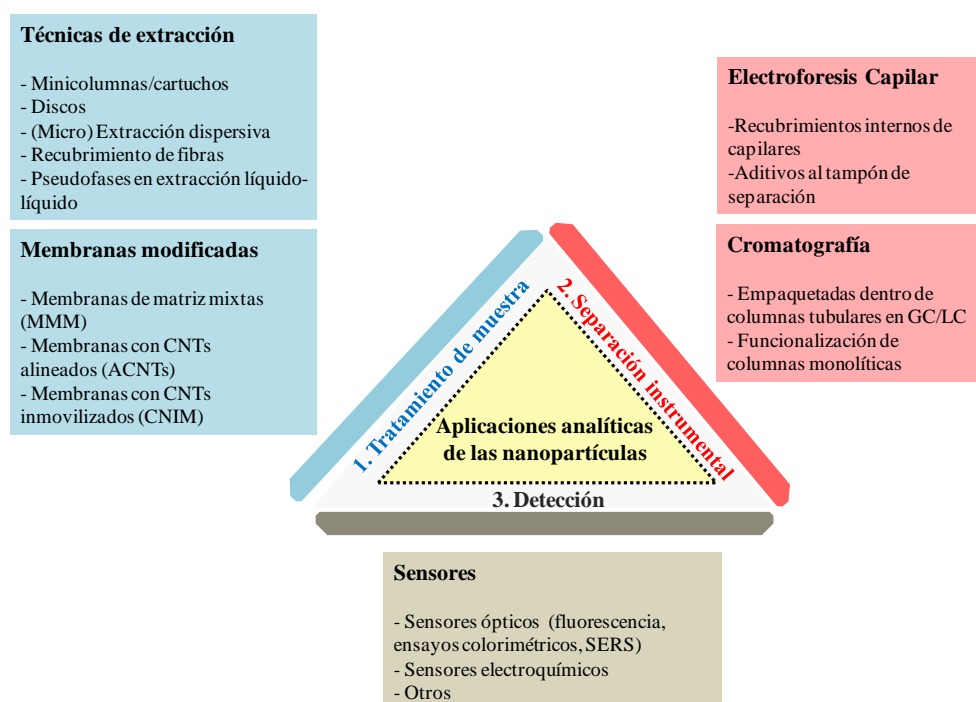 Técnicas de extracción
- Minicolumnas/cartuchos
- Discos
- (Micro) Extracción dispersiva
- Recubrimiento de fibras
- Pseudofases en extracción líquido-
líquido
Membranas modificadas
- Membranas de matriz mixtas
(MMM)
- Membranas con CNTs
alineados (ACNTs)
- Membranas con CNTs
inmovilizados (CNIM)
Electroforesis Capilar
-Recubrimientos internos de
capilares
-Aditivos al tampón de
separación
Cromatografía
- Empaquetadas dentro de
columnas tubulares en GC/LC
- Funcionalización de
columnas monolíticas
1. Tratamiento de muestra
2. Separación instrumental
Aplicaciones analíticas
de las nanopartículas
3. Detección
Sensores
- Sensores ópticos (fluorescencia,
ensayos colorimétricos, SERS)
- Sensores electroquímicos
- Otros